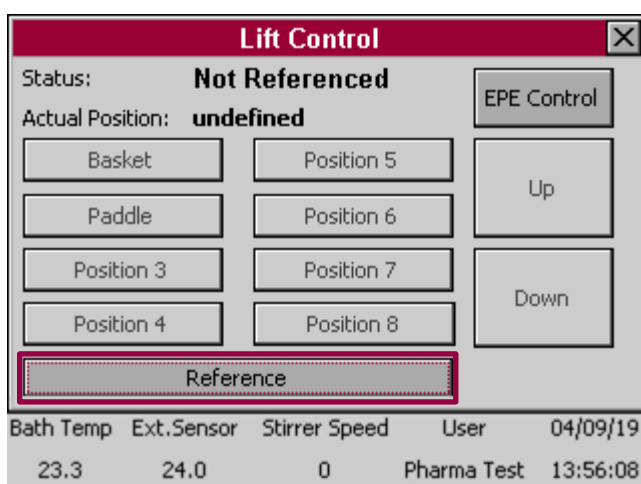 Lift Control
Status: Not Referenced
Actual Position: undefined
EPE Control
Basket Position 5
Up
Paddle Position 6
Position 3 Position 7
Down
Position 4 Position 8
Reference
Bath Temp Ext.Sensor Stirrer Speed User 04/09/19
23.3 24.0 0 Pharma Test 13:56:08